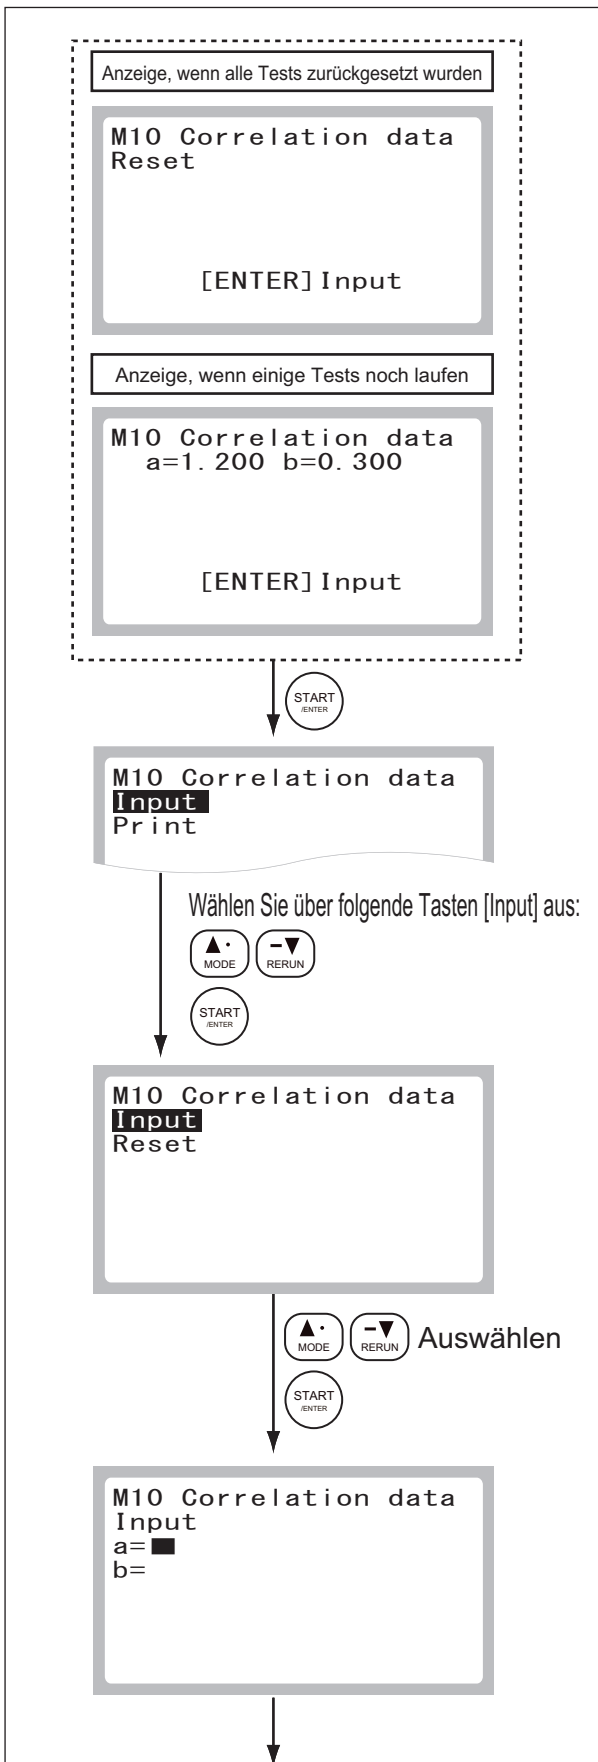 Anzeige, wenn alle Tests zurückgesetzt wurden
M10 Correlation data
Reset
[ENTER] Input
Anzeige, wenn einige Tests noch laufen
M10 Correlation data
a=1.200 b=0.300
[ENTER] Input
START
/ENTER
M10 Correlation data
Input
Print
Wählen Sie über folgende Tasten [Input] aus:
▲ · − ▼
MODE RERUN
START
/ENTER
M10 Correlation data
Input
Reset
▲ · − ▼
MODE RERUN Auswählen
START
/ENTER
M10 Correlation data
Input
a=
b=